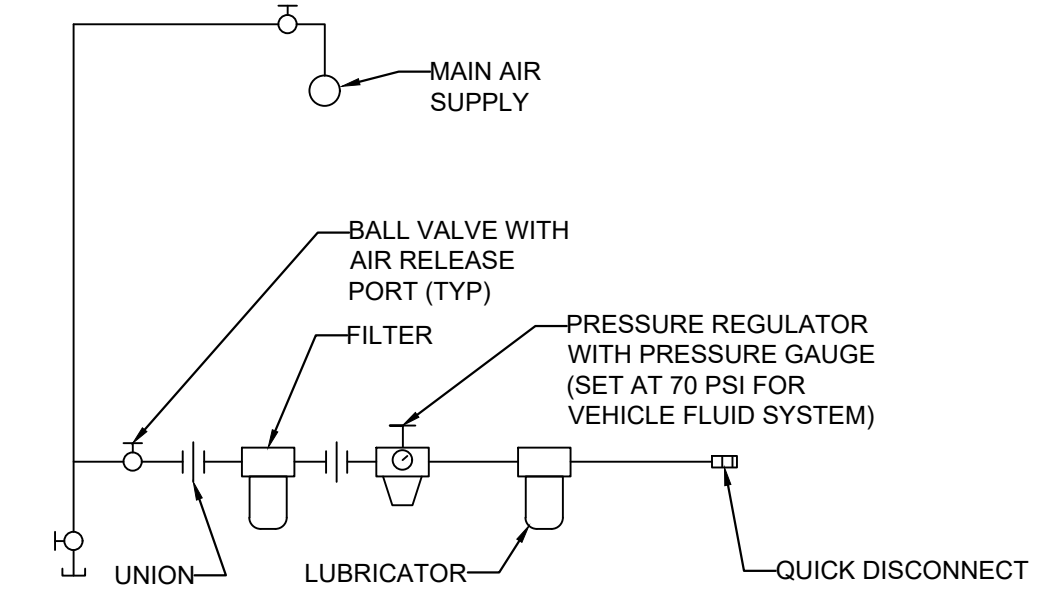 MAIN AIR
SUPPLY
BALL VALVE WITH
AIR RELEASE
PORT (TYP)
FILTER
PRESSURE REGULATOR
WITH PRESSURE GAUGE
(SET AT 70 PSI FOR
VEHICLE FLUID SYSTEM)
UNION
LUBRICATOR
QUICK DISCONNECT